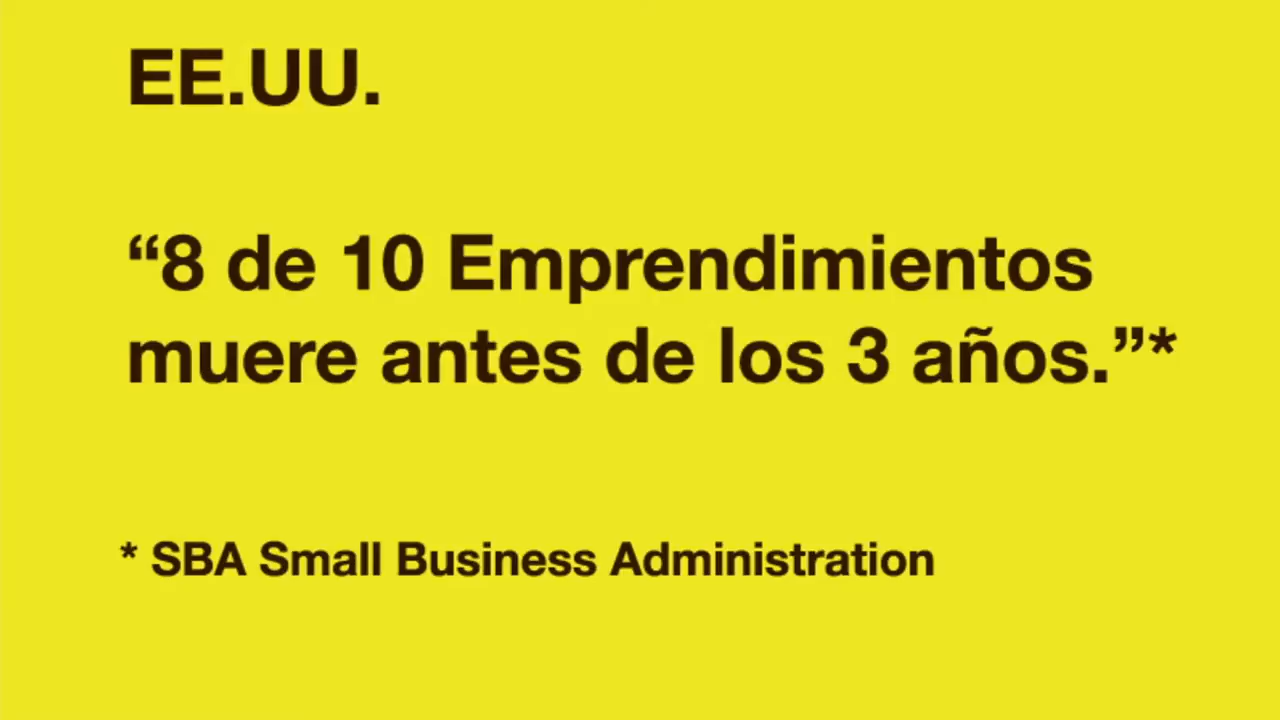 EE.UU.
“8 de 10 Emprendimientos
muere antes de los 3 años.”*
* SBA Small Business Administration